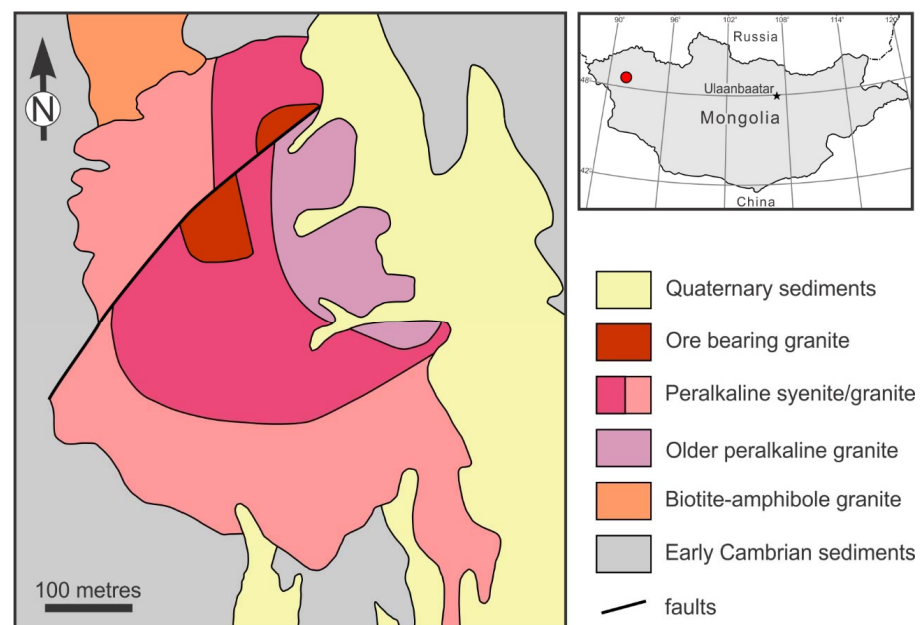 N
100 metres
90° 96° 102° 108° 114° 120°
Russia
48°
Ulaanbaatar
Mongolia
42°
China
Quaternary sediments
Ore bearing granite
Peralkaline syenite/granite
Older peralkaline granite
Biotite-amphibole granite
Early Cambrian sediments
faults